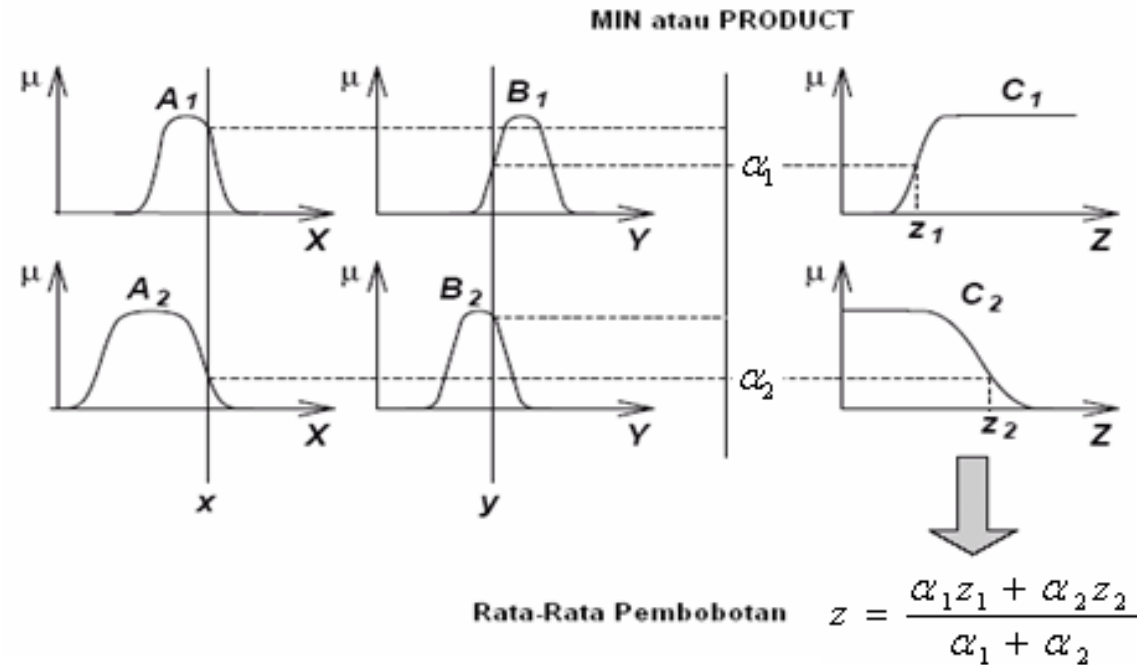 MIN atau PRODUCT
μ A₁ X
μ B₁ Y
α₁
μ C₁ z₁ Z
μ A₂ X
μ B₂ Y
α₂
μ C₂ z₂ Z
x y
Rata-Rata Pembobotan z = (α₁z₁ + α₂z₂) / (α₁ + α₂)